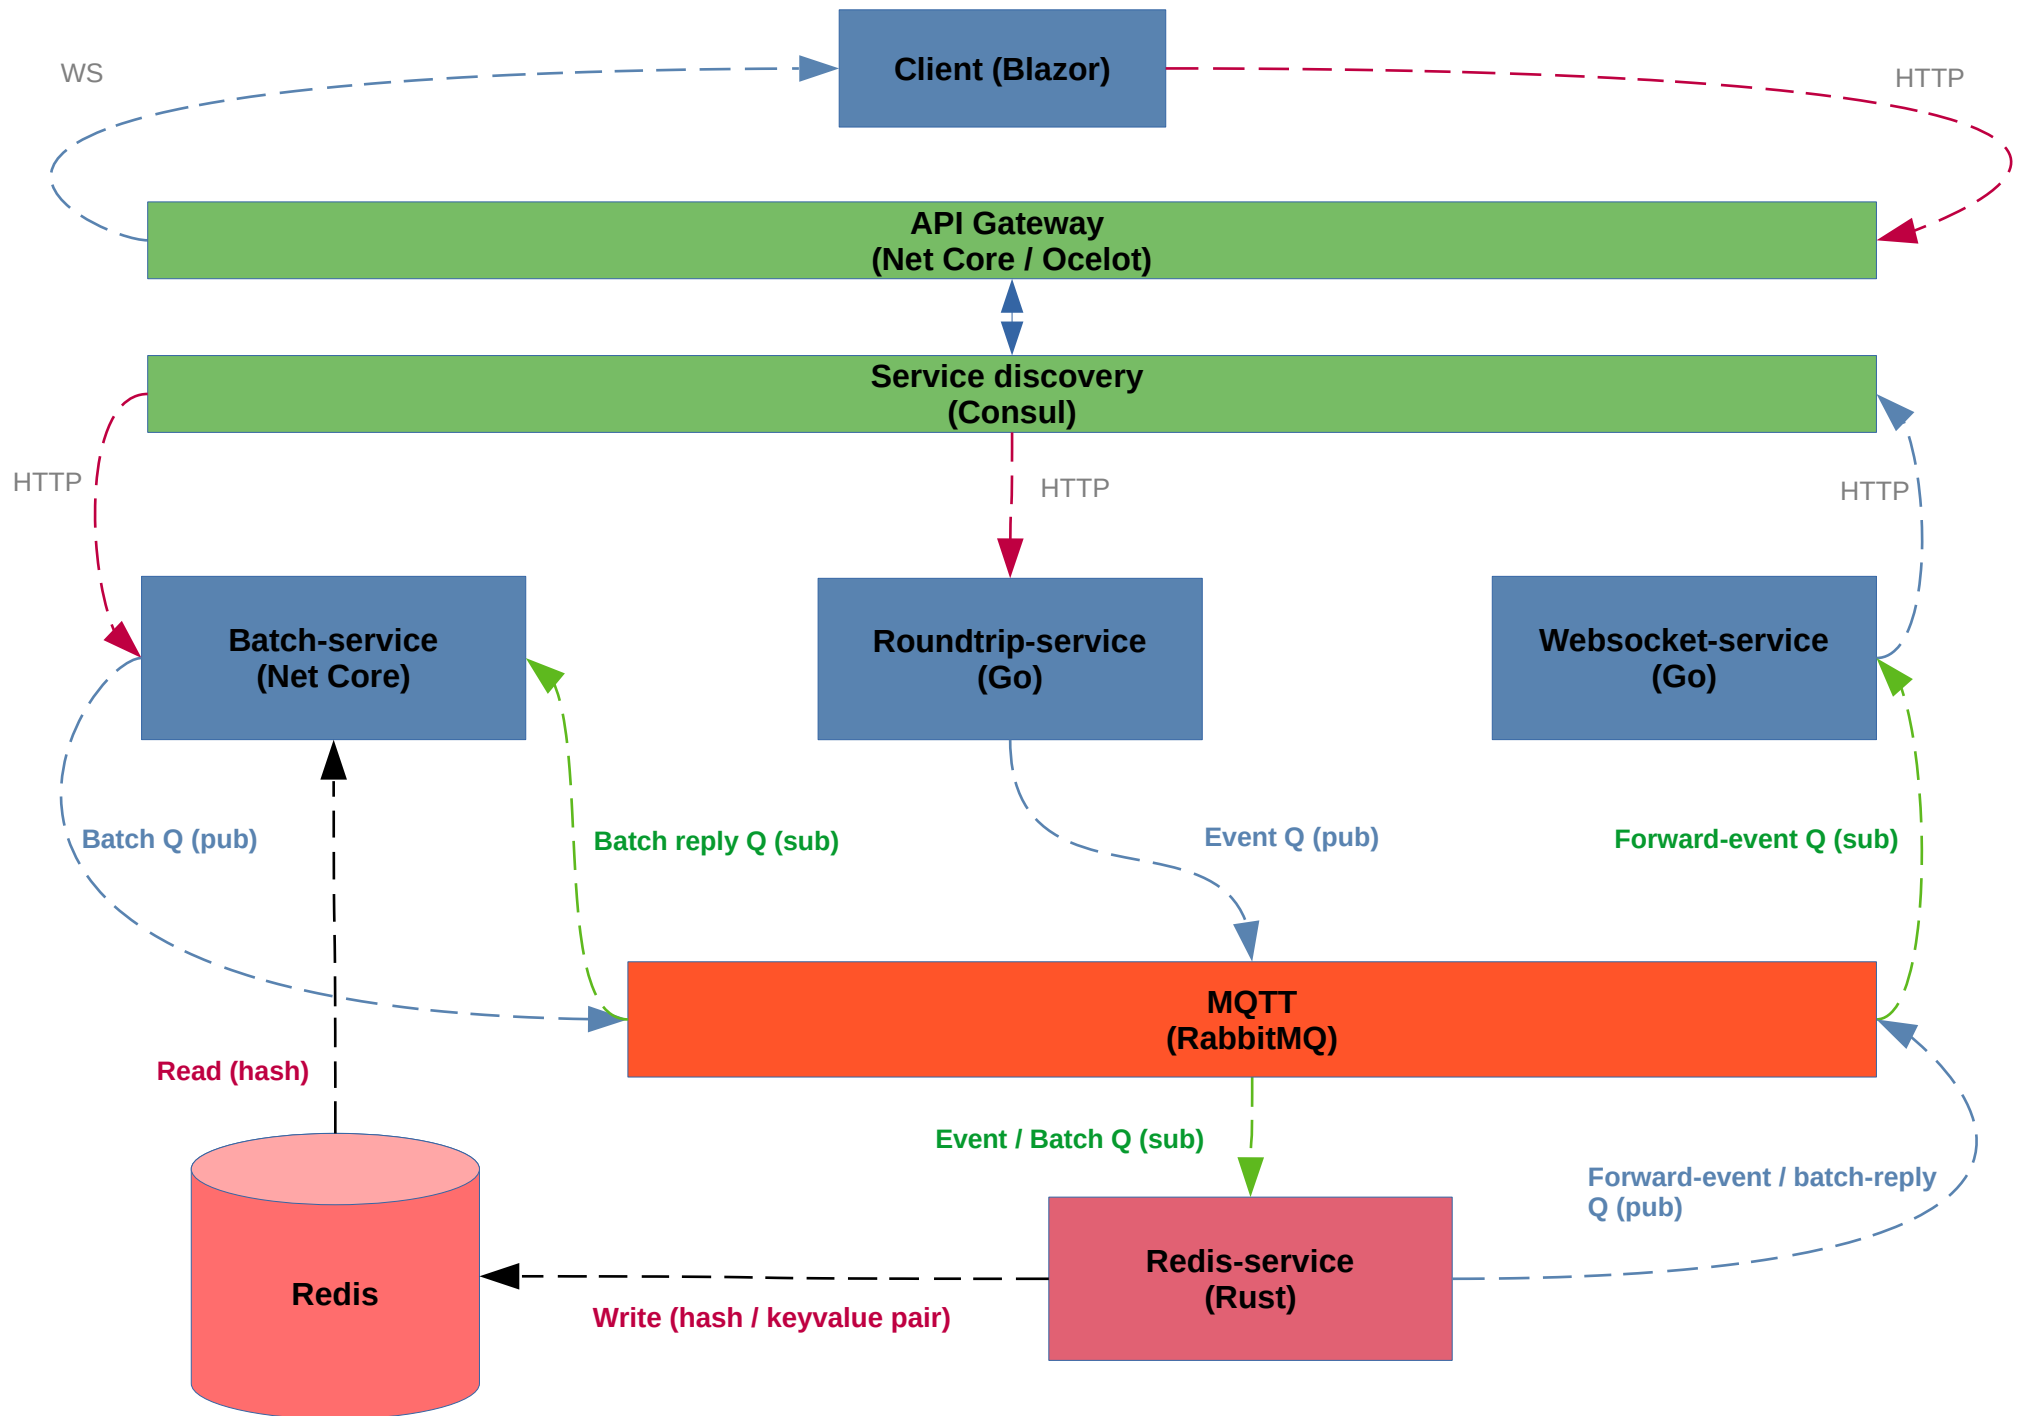 Client (Blazor)
WS
HTTP
API Gateway
(Net Core / Ocelot)
Service discovery
(Consul)
HTTP
HTTP
HTTP
Batch-service
(Net Core)
Roundtrip-service
(Go)
Websocket-service
(Go)
Batch Q (pub)
Batch reply Q (sub)
Event Q (pub)
Forward-event Q (sub)
MQTT
(RabbitMQ)
Read (hash)
Event / Batch Q (sub)
Forward-event / batch-reply
Q (pub)
Redis-service
(Rust)
Redis
Write (hash / keyvalue pair)